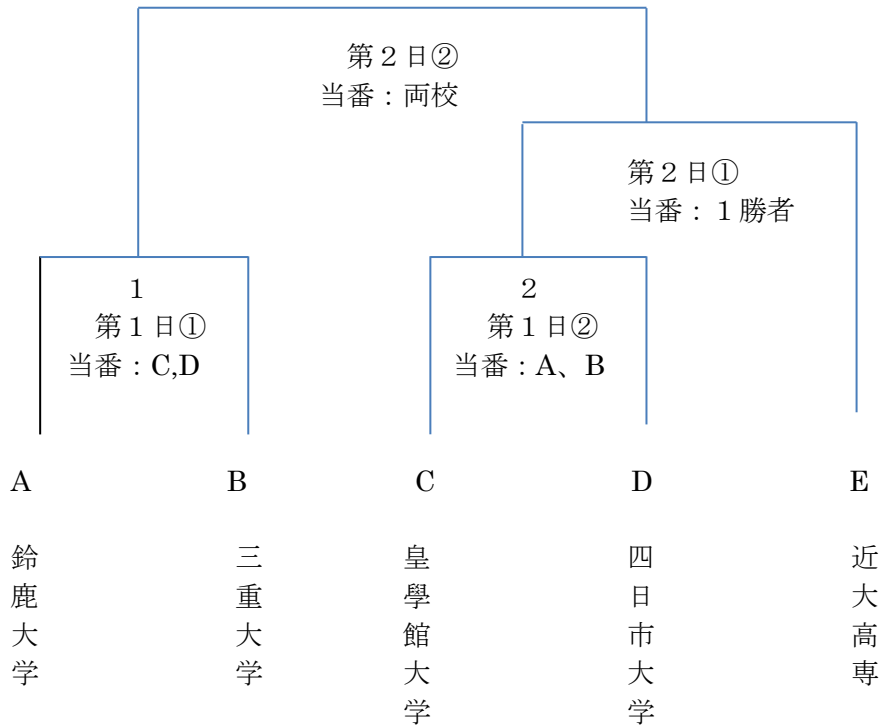 第２日②
当番：両校
第２日①
当番：１勝者
１
第１日①
当番：C,D
２
第１日②
当番：A、B
A
B
C
D
E
鈴鹿大学
三重大学
皇學館大学
四日市大学
近大高専